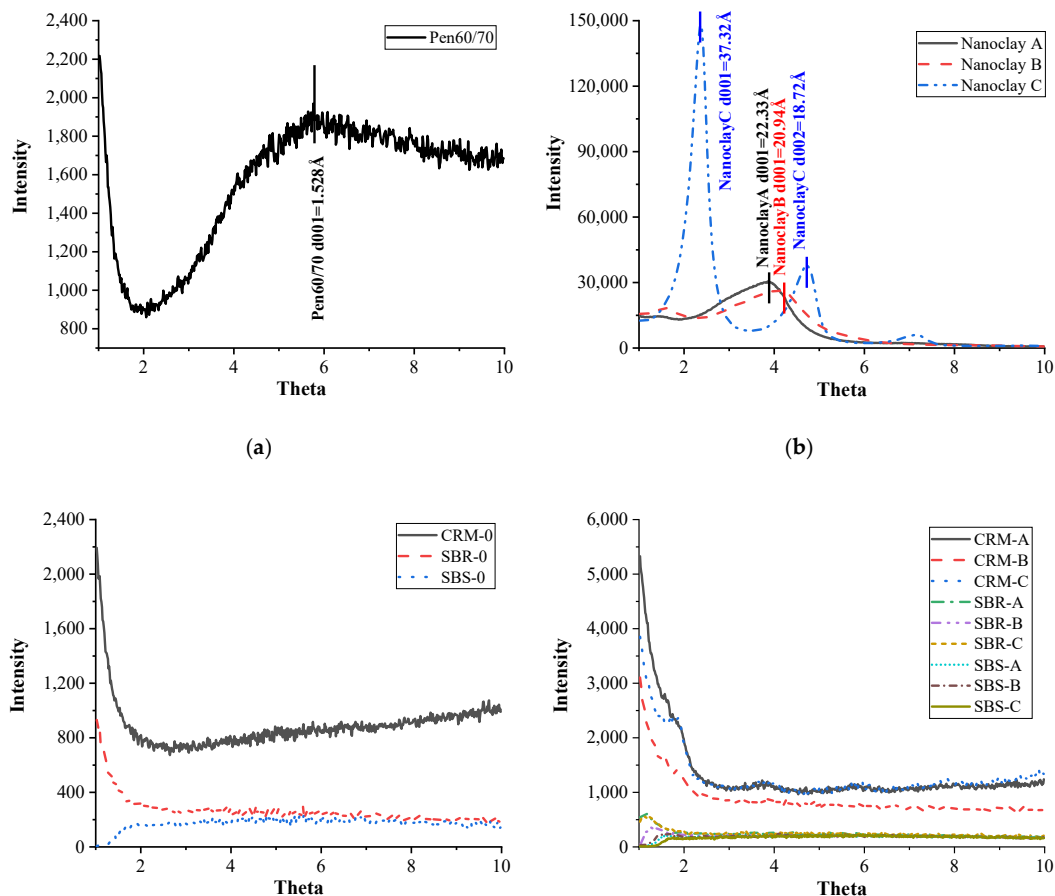 2,400
2,200
2,000
1,800
1,600
1,400
1,200
1,000
800
Intensity
Pen60/70
Pen60/70 d001=1.528Å
2 4 6 8 10
Theta
(a)
150,000
120,000
90,000
60,000
30,000
0
Intensity
Nanoclay A
Nanoclay B
Nanoclay C
NanoclayC d001=37.32Å
NanoclayA d001=22.33Å
NanoclayB d001=20.94Å
NanoclayC d002=18.72Å
2 4 6 8 10
Theta
(b)
2,400
2,000
1,600
1,200
800
400
0
Intensity
CRM-0
SBR-0
SBS-0
2 4 6 8 10
Theta
6,000
5,000
4,000
3,000
2,000
1,000
0
Intensity
CRM-A
CRM-B
CRM-C
SBR-A
SBR-B
SBR-C
SBS-A
SBS-B
SBS-C
2 4 6 8 10
Theta